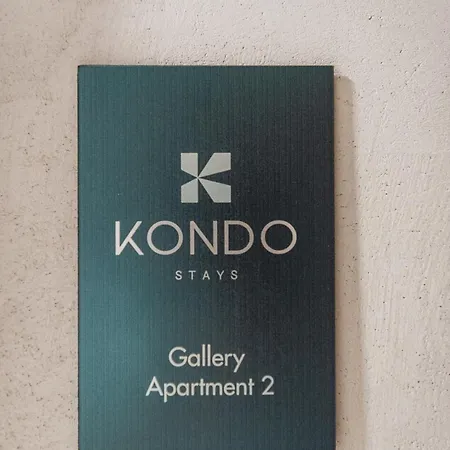 KONDO
STAYS
Gallery
Apartment 2